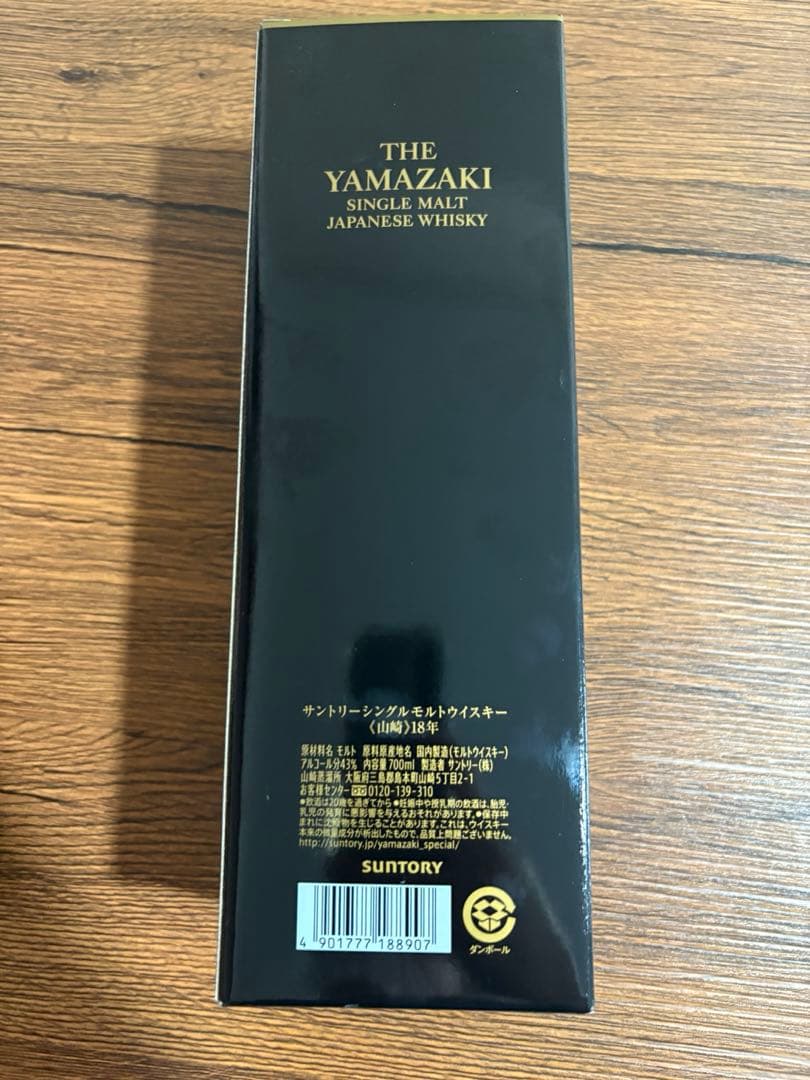 THE
YAMAZAKI
SINGLE MALT
JAPANESE WHISKY
サントリーシングルモルトウイスキー
《山崎》18年
原材料名 モルト 原料原産地名 国内製造(モルトウイスキー)
アルコール分43% 内容量700ml 製造者 サントリー(株)
山崎蒸溜所 大阪府三島郡島本町山崎5丁目2-1
お客様センター 0120-139-310
●飲酒は20歳を過ぎてから ●妊娠中や授乳期の飲酒は、胎児・
乳児の発育に悪影響を与えるおそれがあります。●保存中
まれに沈殿物を生じることがあります。これは、ウイスキー
本来の微量成分が析出したもので、品質上問題ございません。
http://suntory.jp/yamazaki_special/
SUNTORY
4 901777 188907
ダンボール